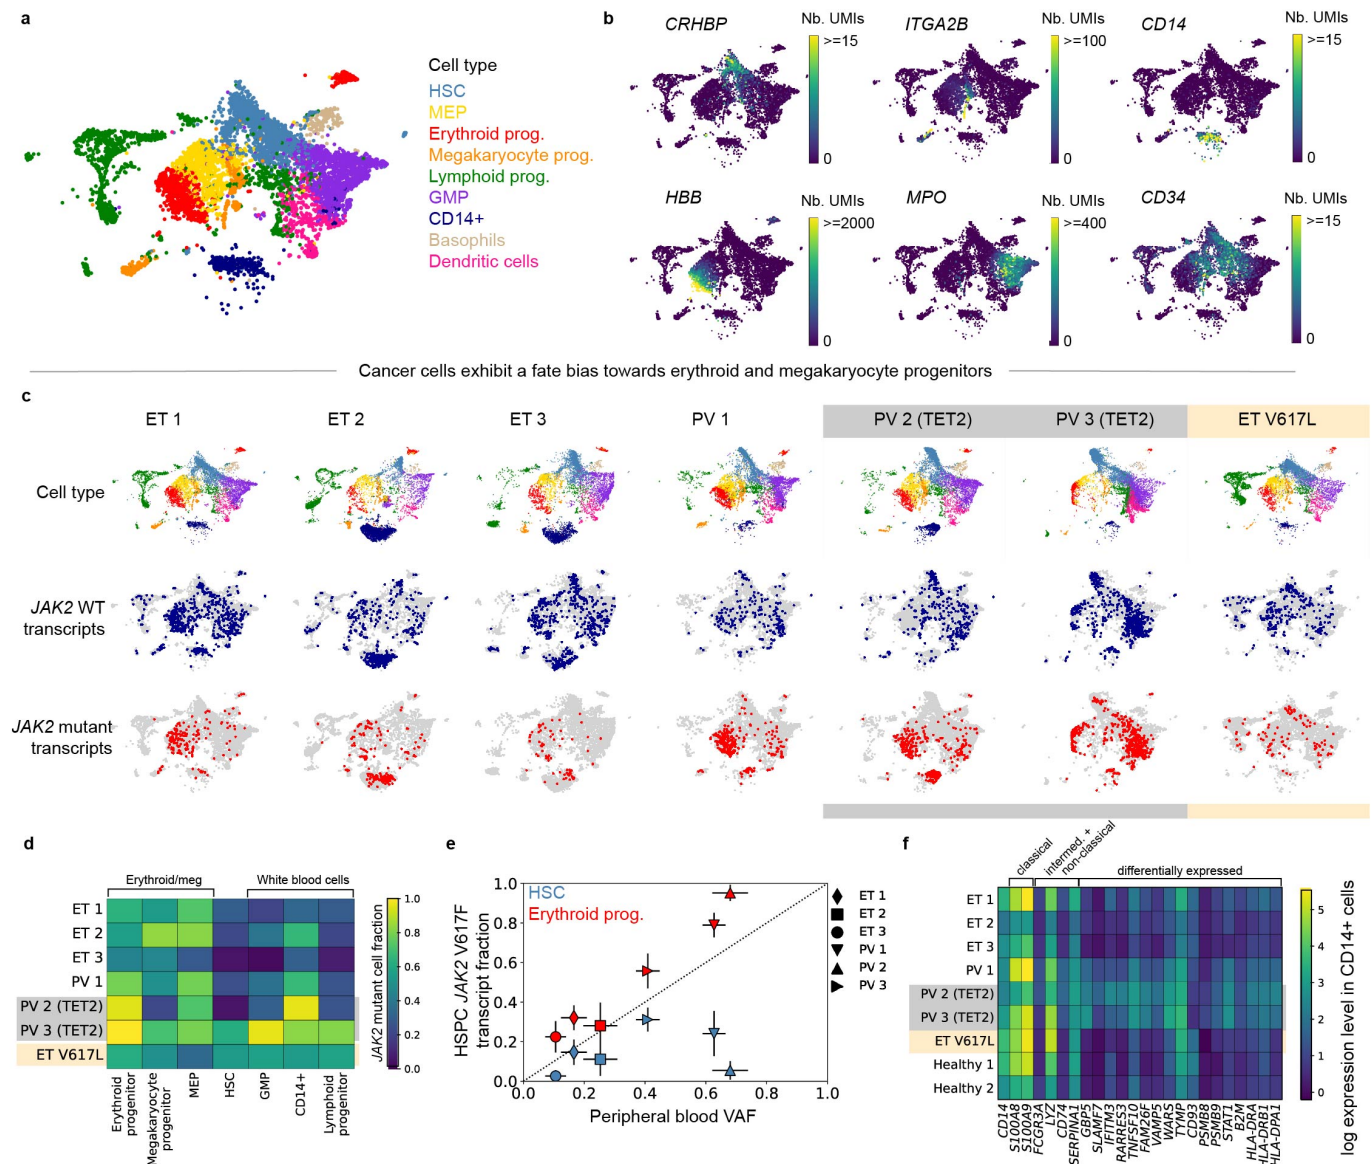 a
Cell type
HSC
MEP
Erythroid prog.
Megakaryocyte prog.
Lymphoid prog.
GMP
CD14+
Basophils
Dendritic cells
b
CRHBP
Nb. UMIs
>=15
0
ITGA2B
Nb. UMIs
>=100
0
CD14
Nb. UMIs
>=15
0
HBB
Nb. UMIs
>=2000
0
MPO
Nb. UMIs
>=400
0
CD34
Nb. UMIs
>=15
0
Cancer cells exhibit a fate bias towards erythroid and megakaryocyte progenitors
c
ET 1
ET 2
ET 3
PV 1
PV 2 (TET2)
PV 3 (TET2)
ET V617L
Cell type
JAK2 WT
transcripts
JAK2 mutant
transcripts
d
Erythroid/meg
White blood cells
ET 1
ET 2
ET 3
PV 1
PV 2 (TET2)
PV 3 (TET2)
ET V617L
Erythroid
progenitor
Megakaryocyte
progenitor
MEP
HSC
GMP
CD14+
Lymphoid
progenitor
1.0
0.8
0.6
0.4
0.2
0.0
JAK2 mutant cell fraction
e
HSC
Erythroid prog.
HSPC JAK2 V617F
transcript fraction
1.0
0.8
0.6
0.4
0.2
0.0
0.0
0.2
0.4
0.6
0.8
1.0
Peripheral blood VAF
ET 1
ET 2
ET 3
PV 1
PV 2
PV 3
f
classical
intermed. +
non-classical
differentially expressed
ET 1
ET 2
ET 3
PV 1
PV 2 (TET2)
PV 3 (TET2)
ET V617L
Healthy 1
Healthy 2
CD14
S100A8
S100A9
FCGR3A
LYZ
CD74
SERPINA1
GBP5
SLAMF7
IFITM3
RARRES3
TNFSF10
FAM26F
VAMP5
WARS
TYMP
CD93
PSMB8
PSMB9
STAT1
B2M
HLA-DRA
HLA-DRB1
HLA-DPA1
5
4
3
2
1
0
log expression level in CD14+ cells